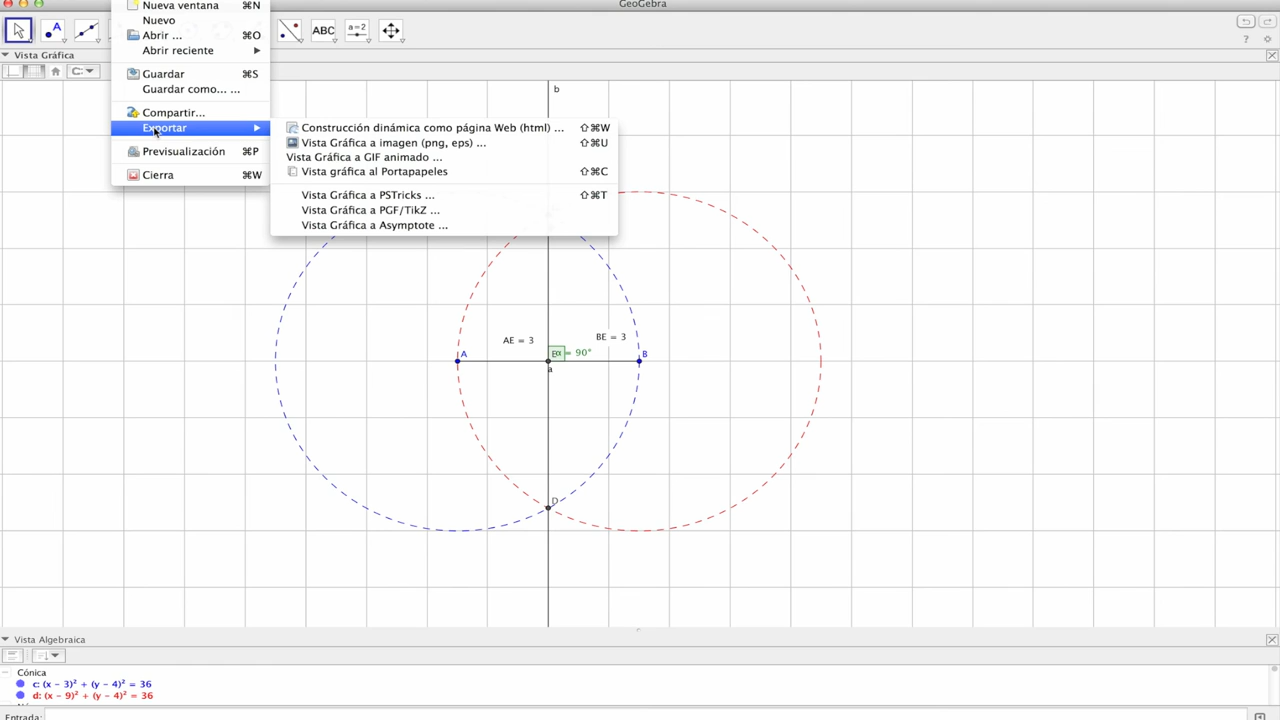 GeoGebra
Nueva ventana ⌘N
Nuevo
Abrir ... ⌘O
Abrir reciente
Guardar ⌘S
Guardar como... ...
Compartir...
Exportar
Previsualización ⌘P
Cierra ⌘W
ABC
a=2
A
?
Vista Gráfica
Construcción dinámica como página Web (html) ... ⇧⌘W
Vista Gráfica a imagen (png, eps) ... ⇧⌘U
Vista Gráfica a GIF animado ...
Vista gráfica al Portapapeles ⇧⌘C
Vista Gráfica a PSTricks ... ⇧⌘T
Vista Gráfica a PGF/TikZ ...
Vista Gráfica a Asymptote ...
b
AE = 3
BE = 3
A
E
α = 90°
B
a
D
Vista Algebraica
Cónica
c: (x − 3)² + (y − 4)² = 36
d: (x − 9)² + (y − 4)² = 36
Entrada: